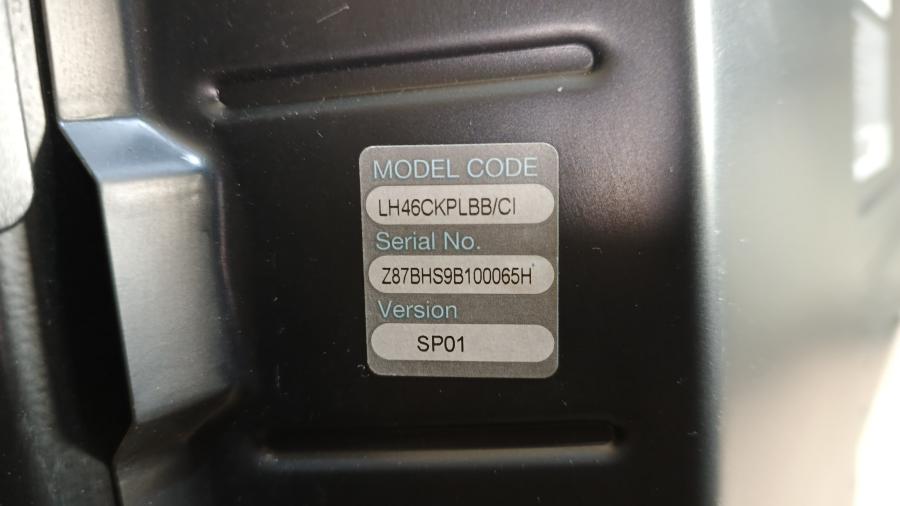 MODEL CODE
LH46CKPLBB/CI
Serial No.
Z87BHS9B100065H
Version
SP01